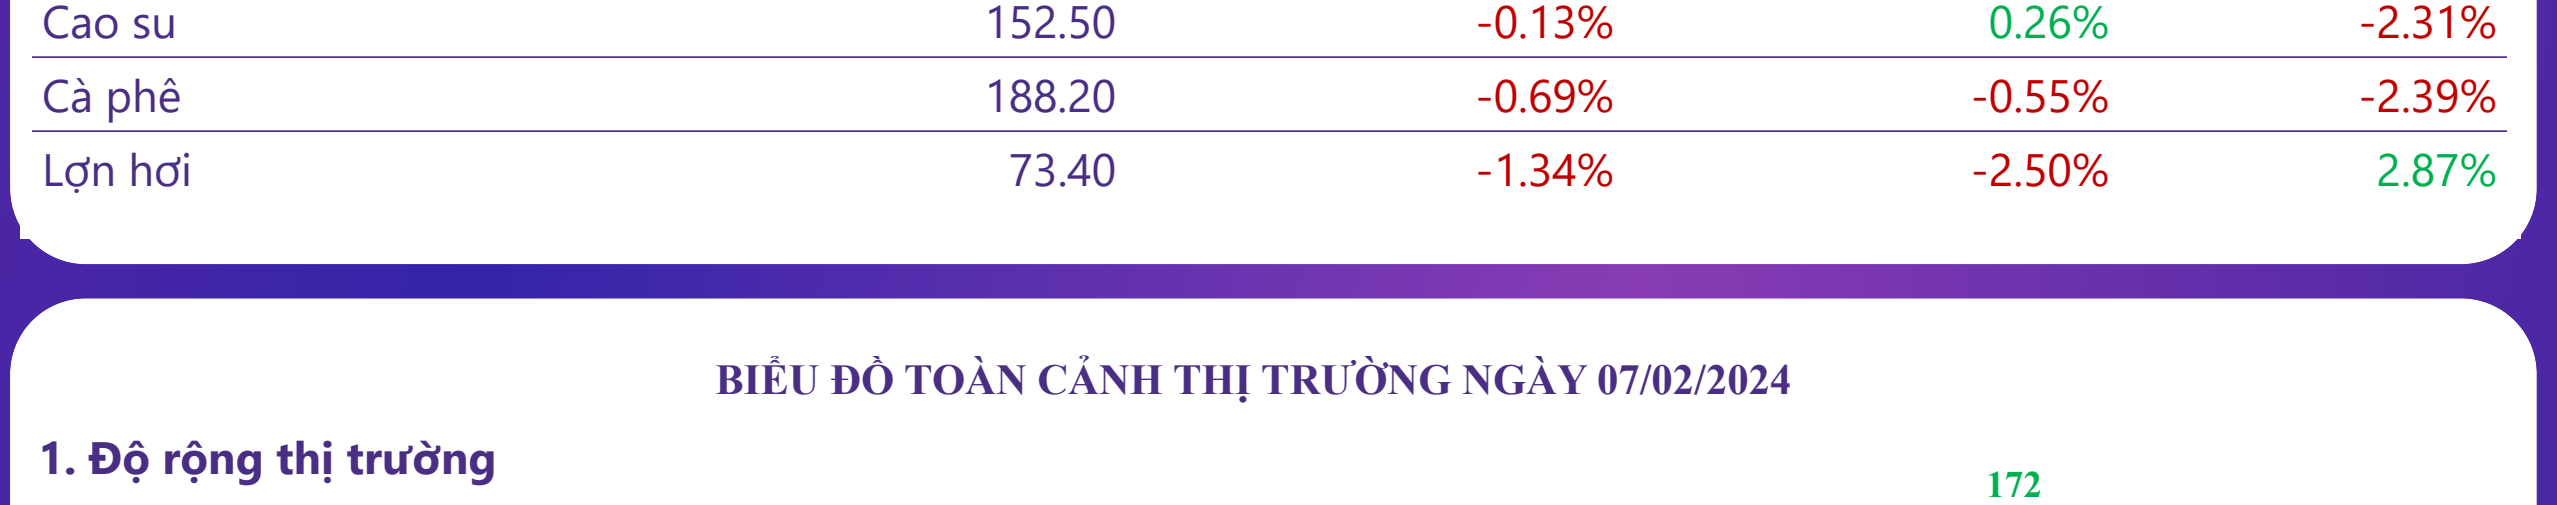 Cao su 152.50 -0.13% 0.26% -2.31%
Cà phê 188.20 -0.69% -0.55% -2.39%
Lợn hơi 73.40 -1.34% -2.50% 2.87%
BIỂU ĐỒ TOÀN CẢNH THỊ TRƯỜNG NGÀY 07/02/2024
1. Độ rộng thị trường
172